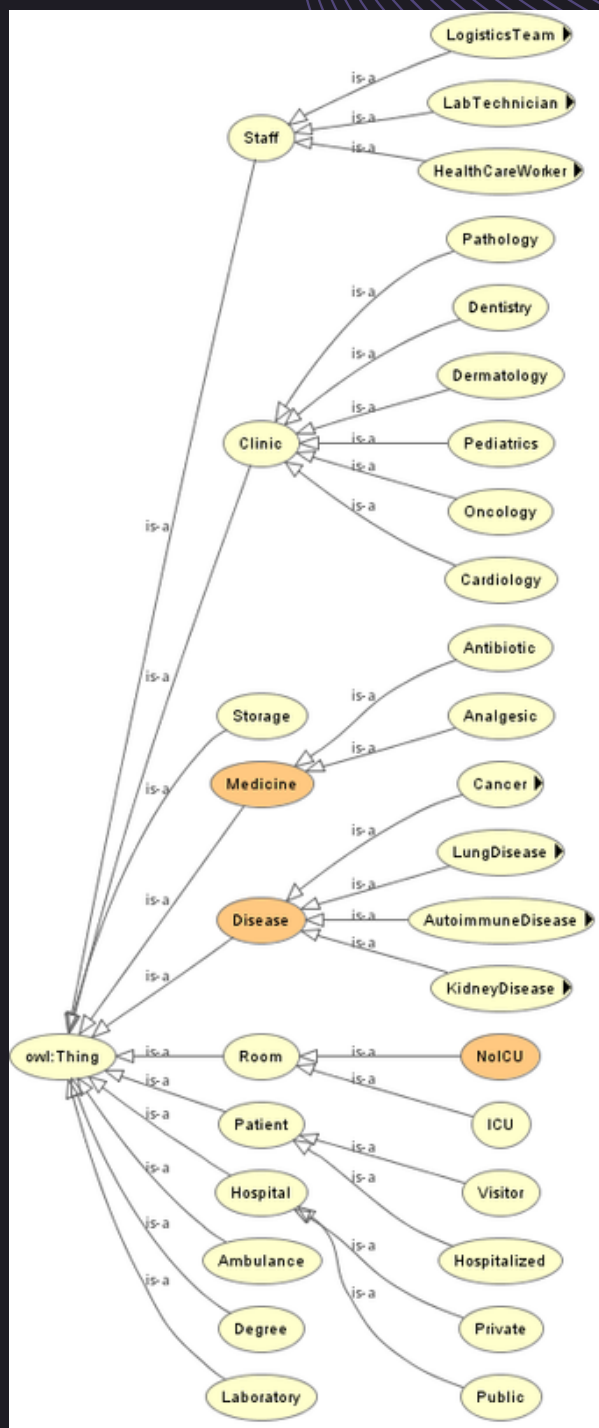 LogisticsTeam
is-a
LabTechnician
is-a
Staff
is-a
HealthCareWorker
Pathology
is-a
Dentistry
is-a
Dermatology
is-a
Clinic
is-a
Pediatrics
is-a
Oncology
is-a
is-a
Cardiology
Antibiotic
is-a
is-a
Storage
Analgesic
is-a
Medicine
is-a
Cancer
is-a
LungDisease
is-a
is-a
Disease
is-a
AutoimmuneDisease
is-a
is-a
KidneyDisease
owl:Thing
is-a
Room
is-a
NoICU
is-a
is-a
Patient
ICU
is-a
is-a
Hospital
is-a
Visitor
is-a
is-a
Ambulance
Hospitalized
is-a
is-a
Degree
Private
is-a
Laboratory
Public